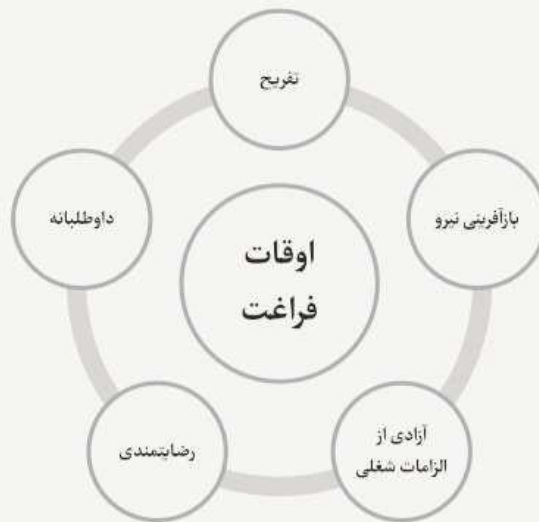 تفریح
داوطلبانه
بازآفرینی نیرو
اوقات
فراغت
رضایتمندی
آزادی از
الزامات شغلی